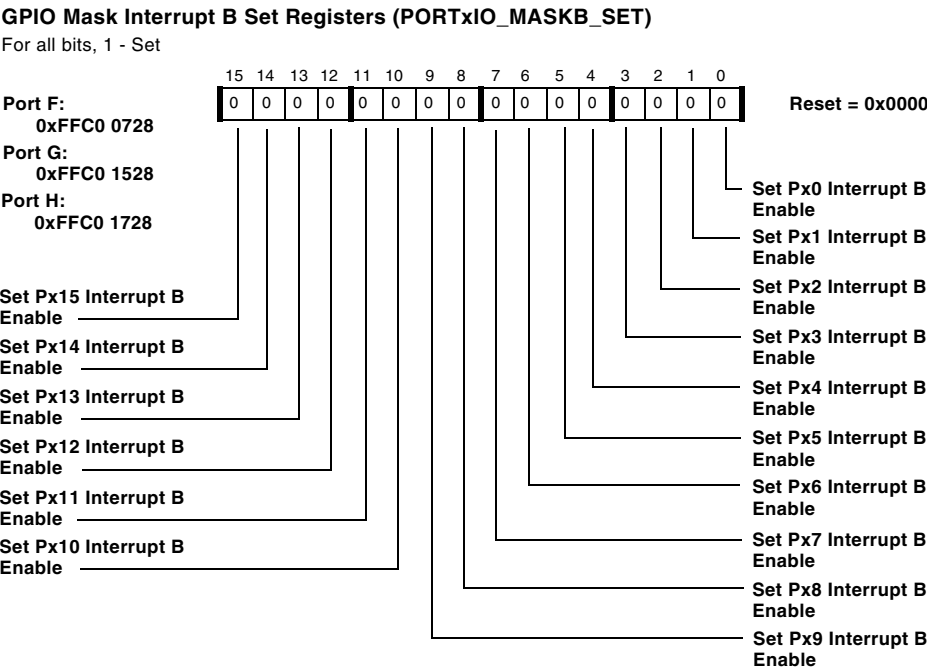 GPIO Mask Interrupt B Set Registers (PORTxIO_MASKB_SET)
For all bits, 1 - Set
15 14 13 12 11 10 9 8 7 6 5 4 3 2 1 0
0 0 0 0 0 0 0 0 0 0 0 0 0 0 0 0
Reset = 0x0000
Port F:
0xFFC0 0728
Port G:
0xFFC0 1528
Port H:
0xFFC0 1728
Set Px15 Interrupt B
Enable
Set Px14 Interrupt B
Enable
Set Px13 Interrupt B
Enable
Set Px12 Interrupt B
Enable
Set Px11 Interrupt B
Enable
Set Px10 Interrupt B
Enable
Set Px0 Interrupt B
Enable
Set Px1 Interrupt B
Enable
Set Px2 Interrupt B
Enable
Set Px3 Interrupt B
Enable
Set Px4 Interrupt B
Enable
Set Px5 Interrupt B
Enable
Set Px6 Interrupt B
Enable
Set Px7 Interrupt B
Enable
Set Px8 Interrupt B
Enable
Set Px9 Interrupt B
Enable